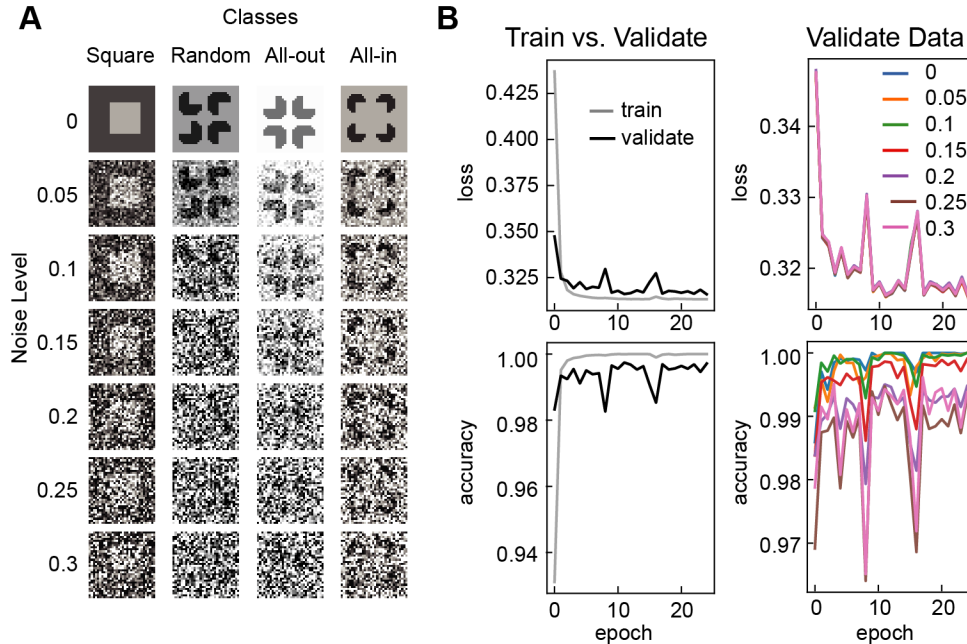 A
Classes
Square Random All-out All-in
Noise Level
0
0.05
0.1
0.15
0.2
0.25
0.3
B
Train vs. Validate
loss
0.425
0.400
0.375
0.350
0.325
train
validate
0 20
accuracy
1.00
0.98
0.96
0.94
0 20
epoch
Validate Data
loss
0.34
0.33
0.32
0
0.05
0.1
0.15
0.2
0.25
0.3
0 10 20
accuracy
1.00
0.99
0.98
0.97
0 10 20
epoch